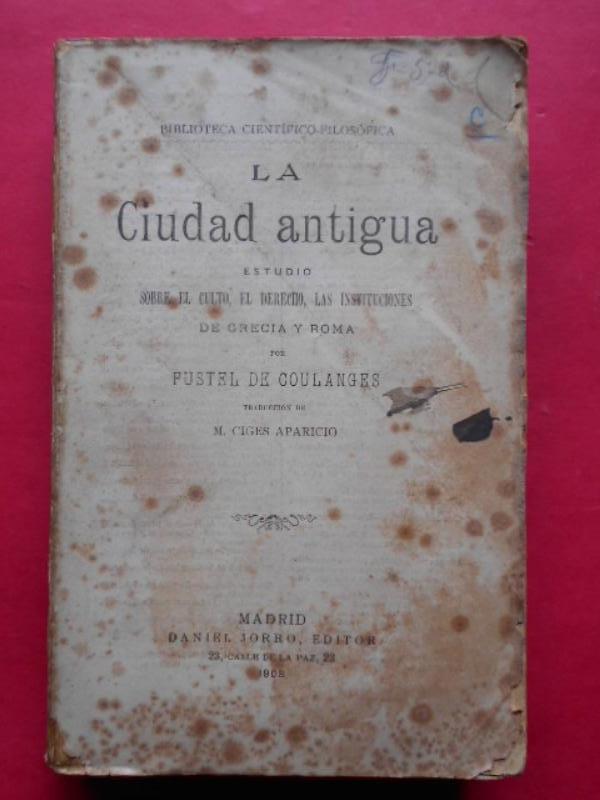 BIBLIOTECA CIENTÍFICO-FILOSÓFICA
LA
Ciudad antigua
ESTUDIO
SOBRE EL CULTO, EL DERECHO, LAS INSTITUCIONES
DE GRECIA Y ROMA
POR
FUSTEL DE COULANGES
TRADUCCIÓN DE
M. CIGES APARICIO
MADRID
DANIEL JORRO, EDITOR
23, CALLE DE LA PAZ, 23
1908